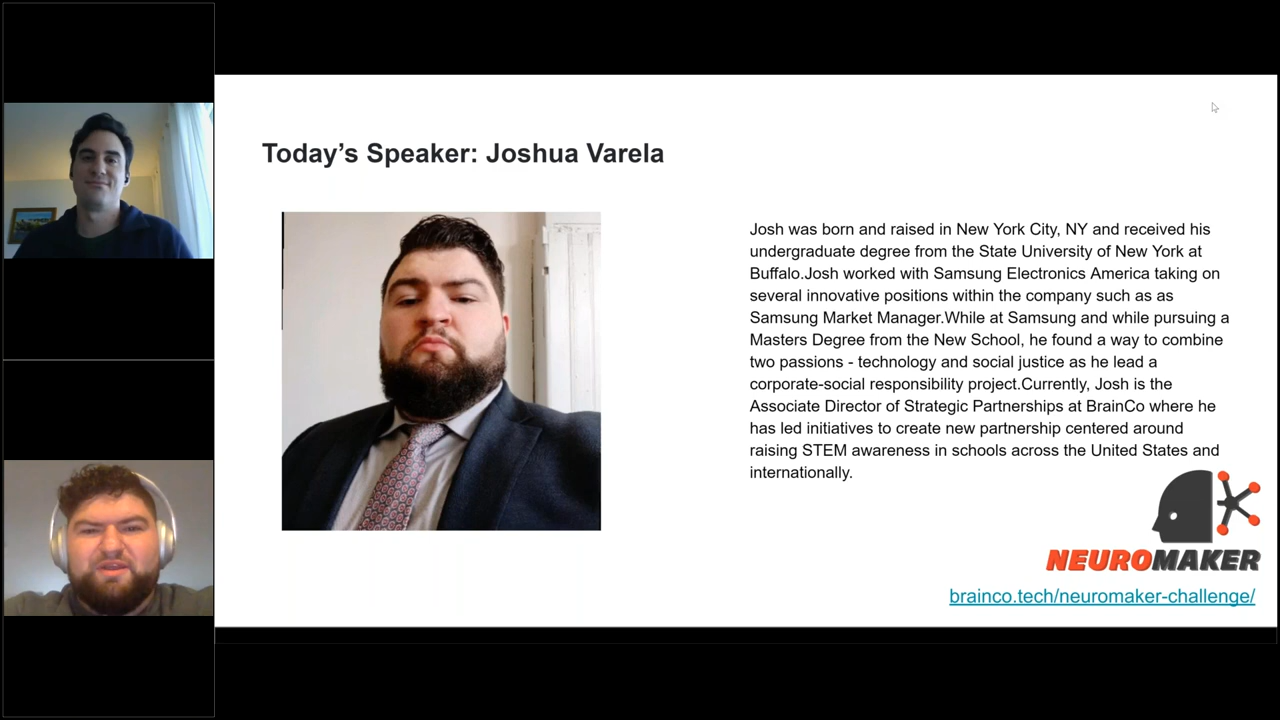 Today’s Speaker: Joshua Varela
Josh was born and raised in New York City, NY and received his
undergraduate degree from the State University of New York at
Buffalo.Josh worked with Samsung Electronics America taking on
several innovative positions within the company such as as
Samsung Market Manager.While at Samsung and while pursuing a
Masters Degree from the New School, he found a way to combine
two passions - technology and social justice as he lead a
corporate-social responsibility project.Currently, Josh is the
Associate Director of Strategic Partnerships at BrainCo where he
has led initiatives to create new partnership centered around
raising STEM awareness in schools across the United States and
internationally.
NEUROMAKER
brainco.tech/neuromaker-challenge/